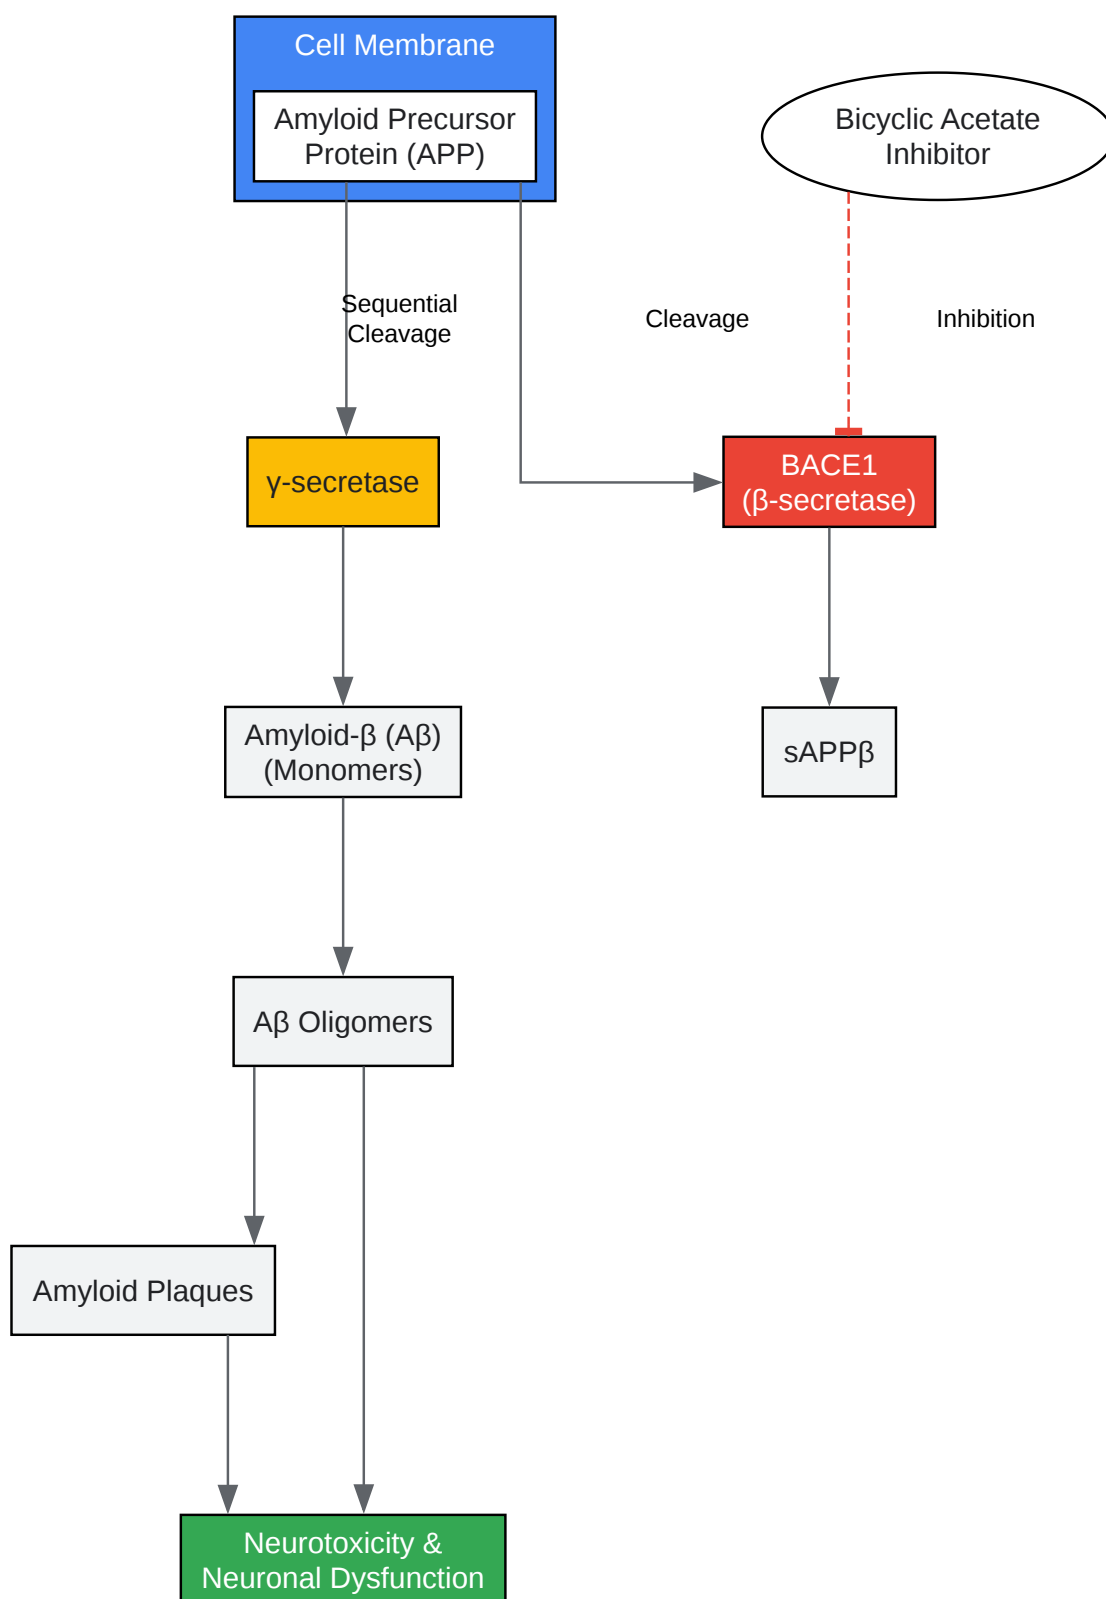 Cell Membrane
Amyloid Precursor
Protein (APP)
Bicyclic Acetate
Inhibitor
Sequential
Cleavage
Cleavage
Inhibition
γ-secretase
BACE1
(β-secretase)
Amyloid-β (Aβ)
(Monomers)
sAPPβ
Aβ Oligomers
Amyloid Plaques
Neurotoxicity &
Neuronal Dysfunction